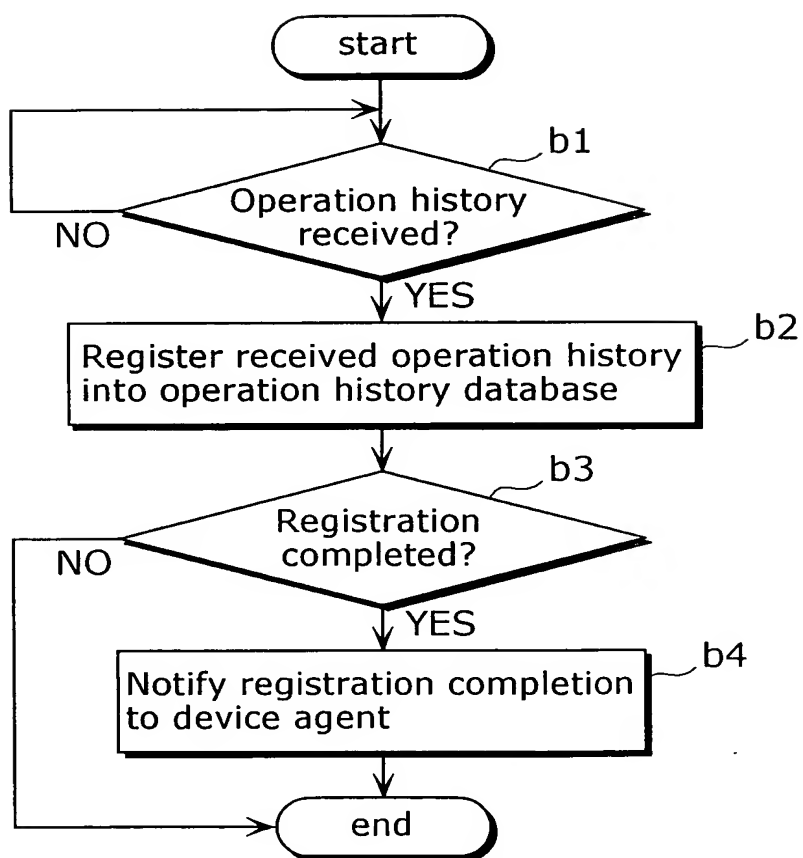 start
b1
Operation history
received?
NO
YES
b2
Register received operation history
into operation history database
b3
Registration
completed?
NO
YES
b4
Notify registration completion
to device agent
end